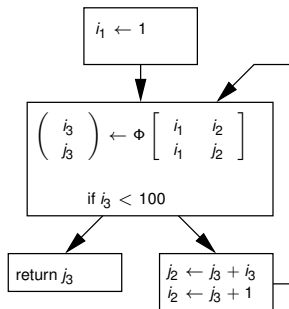 i₁ ← 1
( i₃ j₃ ) ← Φ [ i₁ i₂
i₁ j₂ ]
if i₃ < 100
return j₃
j₂ ← j₃ + i₃
i₂ ← j₃ + 1